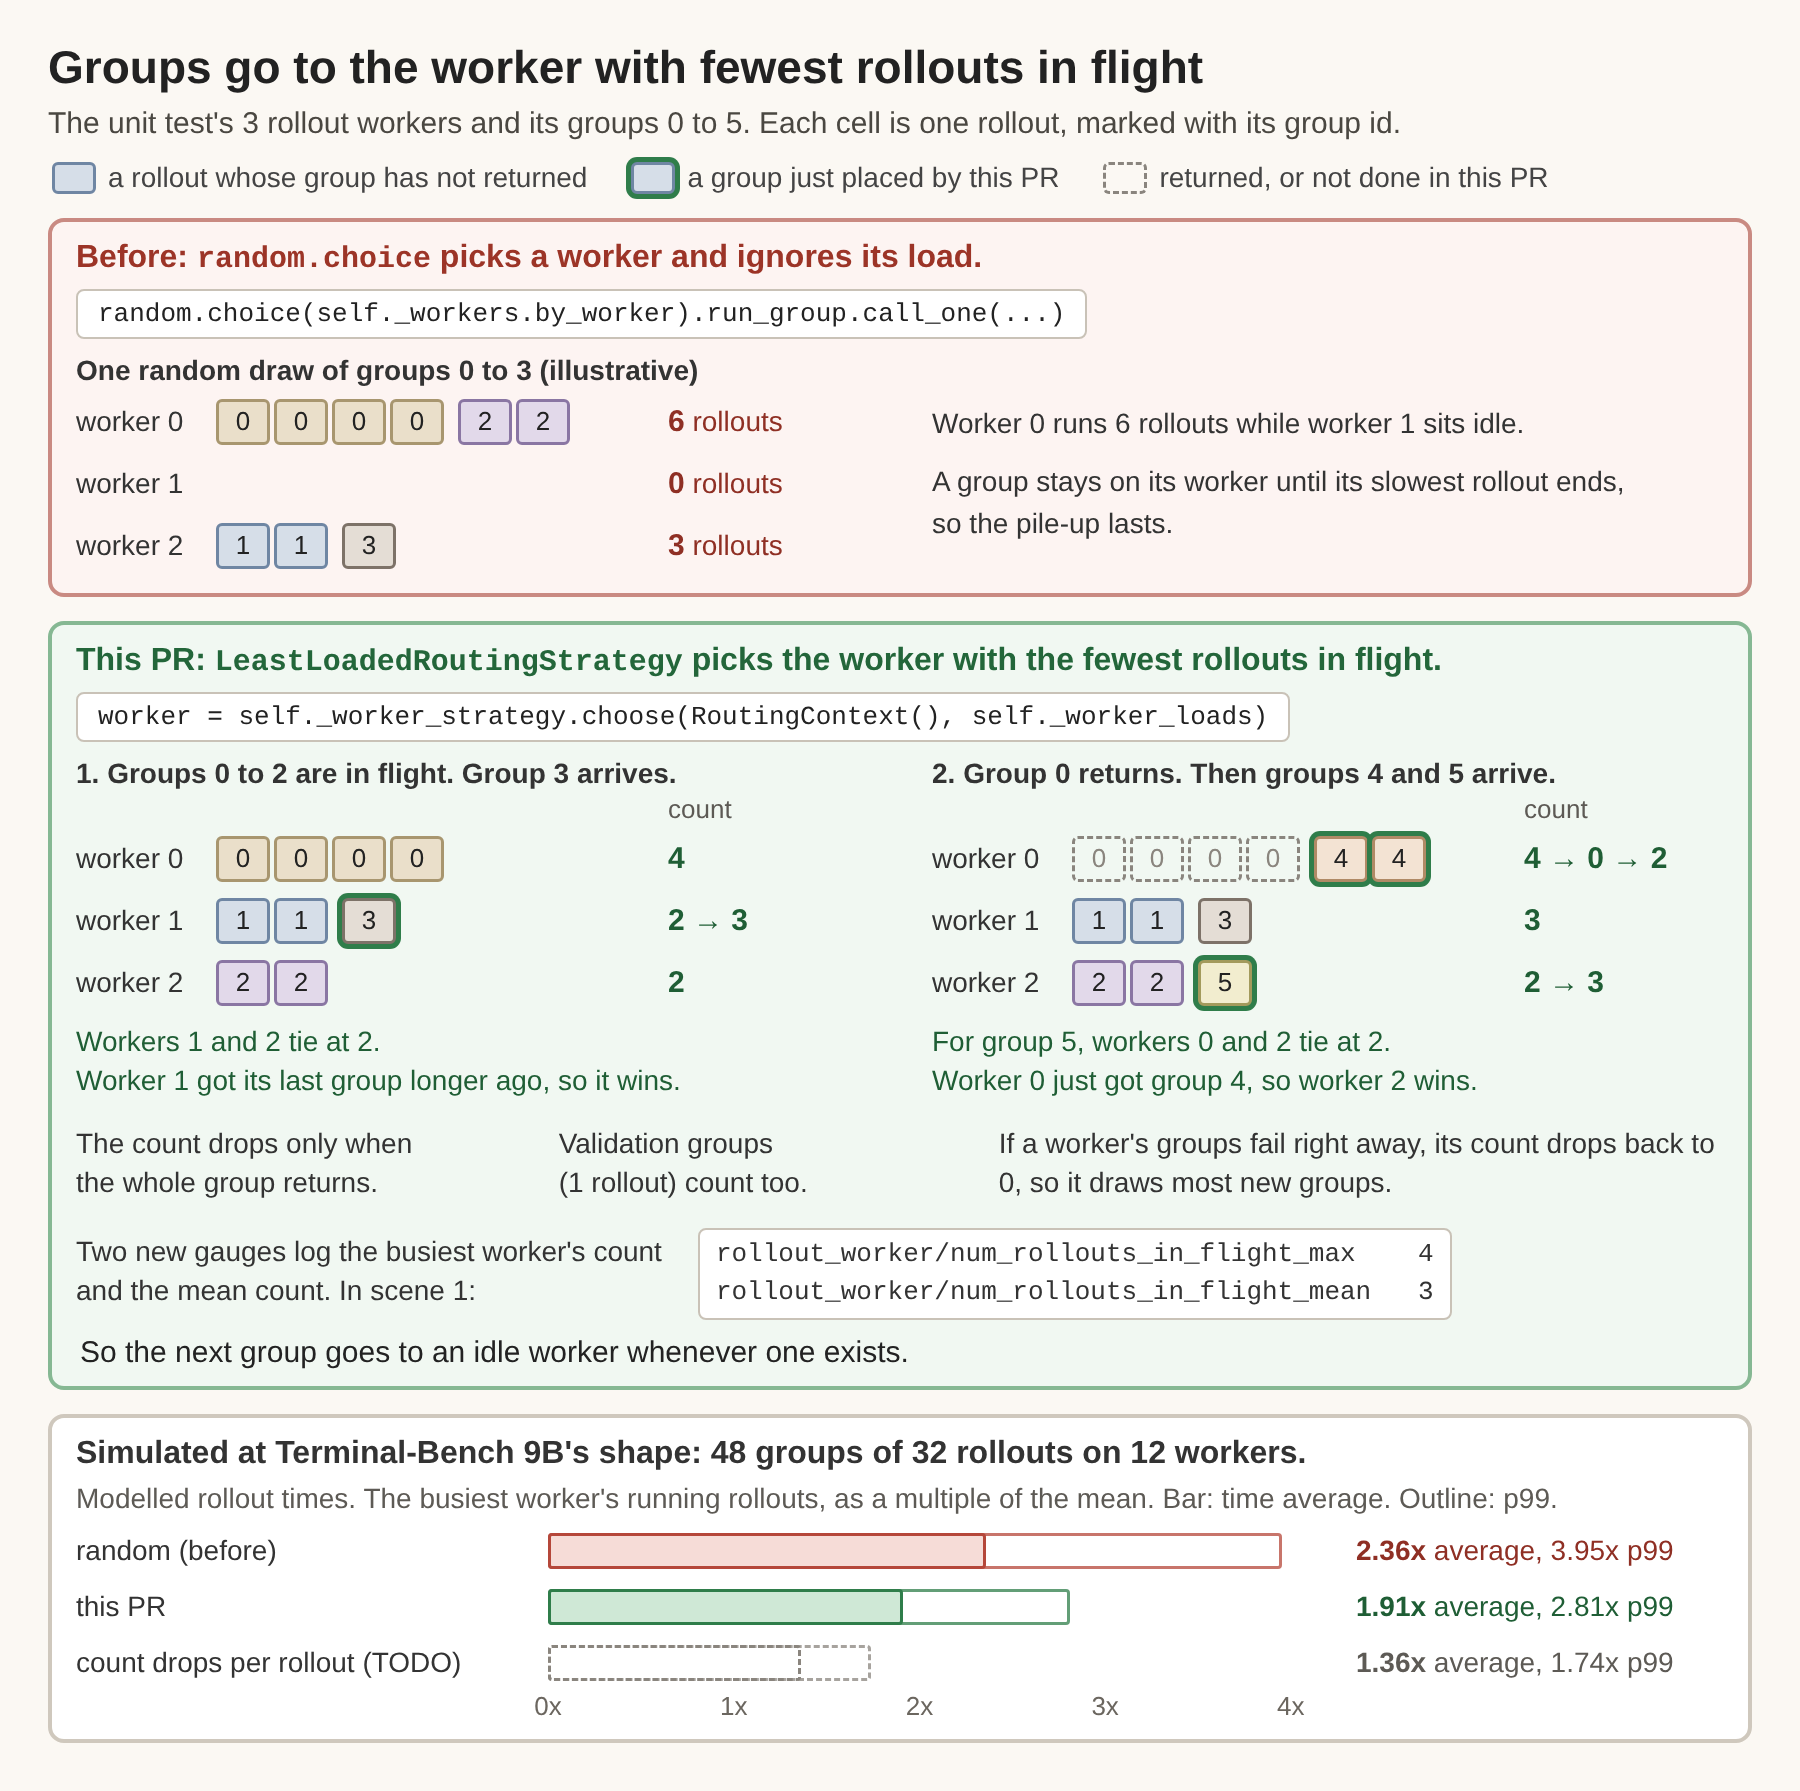 Groups go to the worker with fewest rollouts in flight
The unit test's 3 rollout workers and its groups 0 to 5. Each cell is one rollout, marked with its group id.
a rollout whose group has not returned a group just placed by this PR returned, or not done in this PR
Before: random.choice picks a worker and ignores its load.
random.choice(self._workers.by_worker).run_group.call_one(...)
One random draw of groups 0 to 3 (illustrative)
worker 0 0 0 0 0 2 2 6 rollouts
worker 1 0 rollouts
worker 2 1 1 3 3 rollouts
Worker 0 runs 6 rollouts while worker 1 sits idle.
A group stays on its worker until its slowest rollout ends,
so the pile-up lasts.
This PR: LeastLoadedRoutingStrategy picks the worker with the fewest rollouts in flight.
worker = self._worker_strategy.choose(RoutingContext(), self._worker_loads)
1. Groups 0 to 2 are in flight. Group 3 arrives.
count
worker 0 0 0 0 0 4
worker 1 1 1 3 2 → 3
worker 2 2 2 2
Workers 1 and 2 tie at 2.
Worker 1 got its last group longer ago, so it wins.
2. Group 0 returns. Then groups 4 and 5 arrive.
count
worker 0 0 0 0 0 4 4 4 → 0 → 2
worker 1 1 1 3 3
worker 2 2 2 5 2 → 3
For group 5, workers 0 and 2 tie at 2.
Worker 0 just got group 4, so worker 2 wins.
The count drops only when
the whole group returns.
Validation groups
(1 rollout) count too.
If a worker's groups fail right away, its count drops back to
0, so it draws most new groups.
Two new gauges log the busiest worker's count
and the mean count. In scene 1:
rollout_worker/num_rollouts_in_flight_max 4
rollout_worker/num_rollouts_in_flight_mean 3
So the next group goes to an idle worker whenever one exists.
Simulated at Terminal-Bench 9B's shape: 48 groups of 32 rollouts on 12 workers.
Modelled rollout times. The busiest worker's running rollouts, as a multiple of the mean. Bar: time average. Outline: p99.
random (before) 2.36x average, 3.95x p99
this PR 1.91x average, 2.81x p99
count drops per rollout (TODO) 1.36x average, 1.74x p99
0x 1x 2x 3x 4x